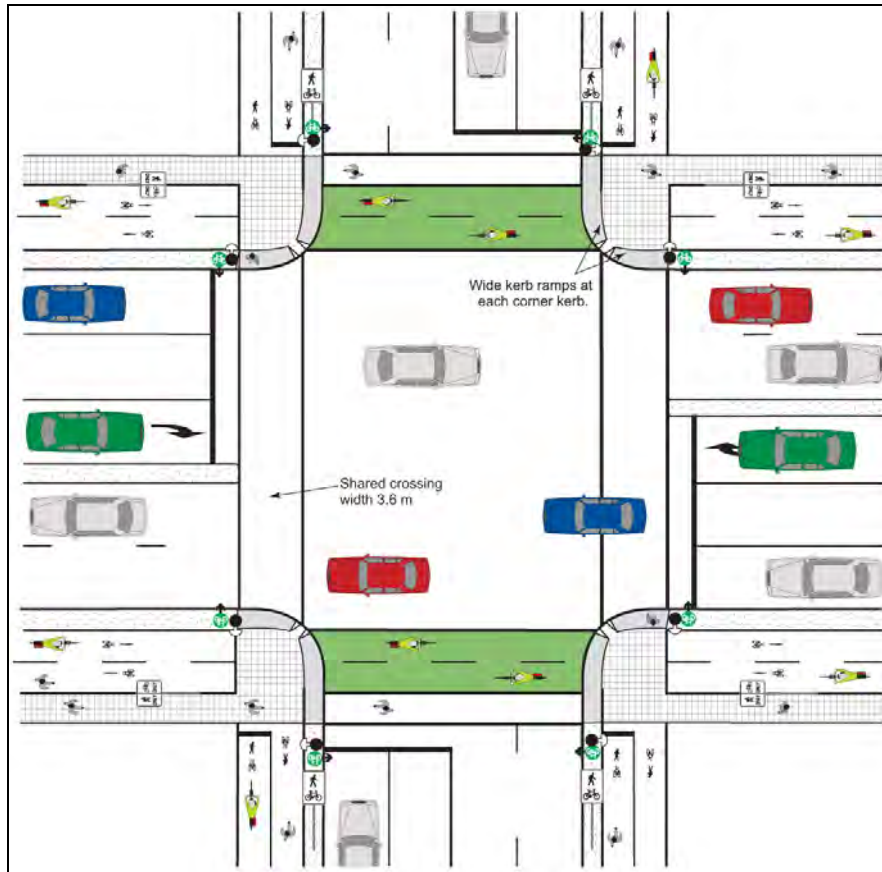 Wide kerb ramps at
each corner kerb.
Shared crossing
width 3.6 m